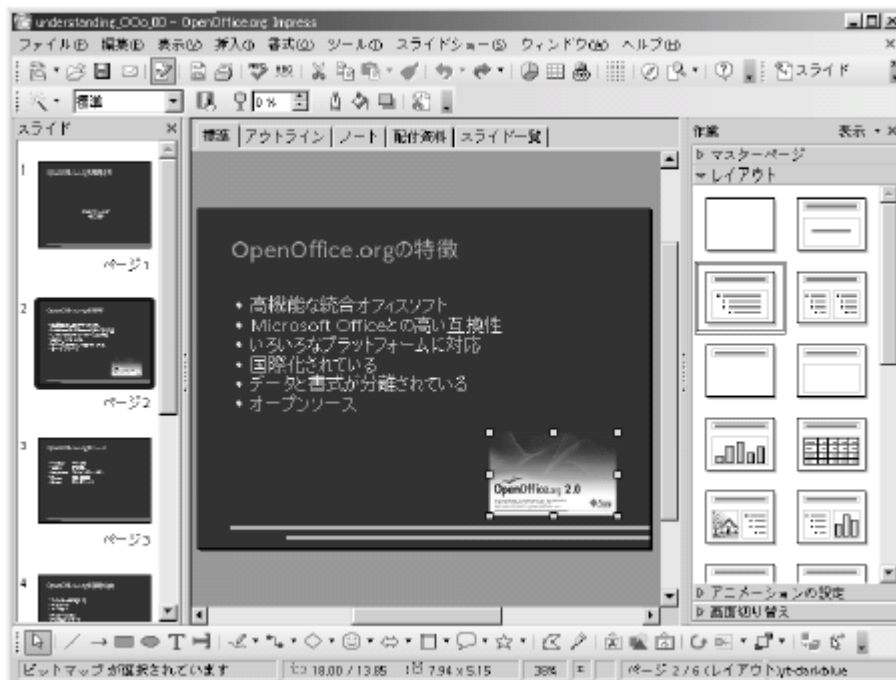 understanding_OOo_00 - OpenOffice.org Impress
ファイル(F) 編集(E) 表示(V) 挿入(I) 書式(O) ツール(T) スライドショー(S) ウィンドウ(W) ヘルプ(H)
スライド
標準 0%
スライド
標準 アウトライン ノート 配付資料 スライド一覧
作業 表示
マスターページ
レイアウト
1
ページ1
2
ページ2
3
ページ3
4
OpenOffice.orgの特徴
• 高機能な統合オフィスソフト
• Microsoft Officeとの高い互換性
• いろいろなプラットフォームに対応
• 国際化されている
• データと書式が分離されている
• オープンソース
OpenOffice.org 2.0
アニメーションの設定
画面切り替え
ビットマップが選択されています 18.00 / 13.85 7.94 x 5.15 38% ページ 2 / 6 (レイアウト) yt-darkblue